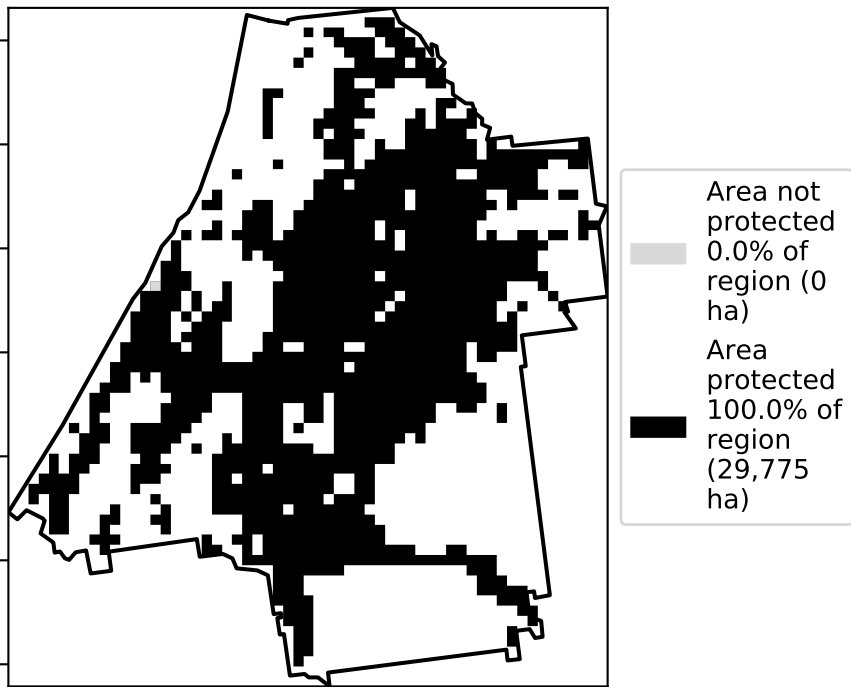 Area not
protected
0.0% of
region (0
ha)
Area
protected
100.0% of
region
(29,775
ha)